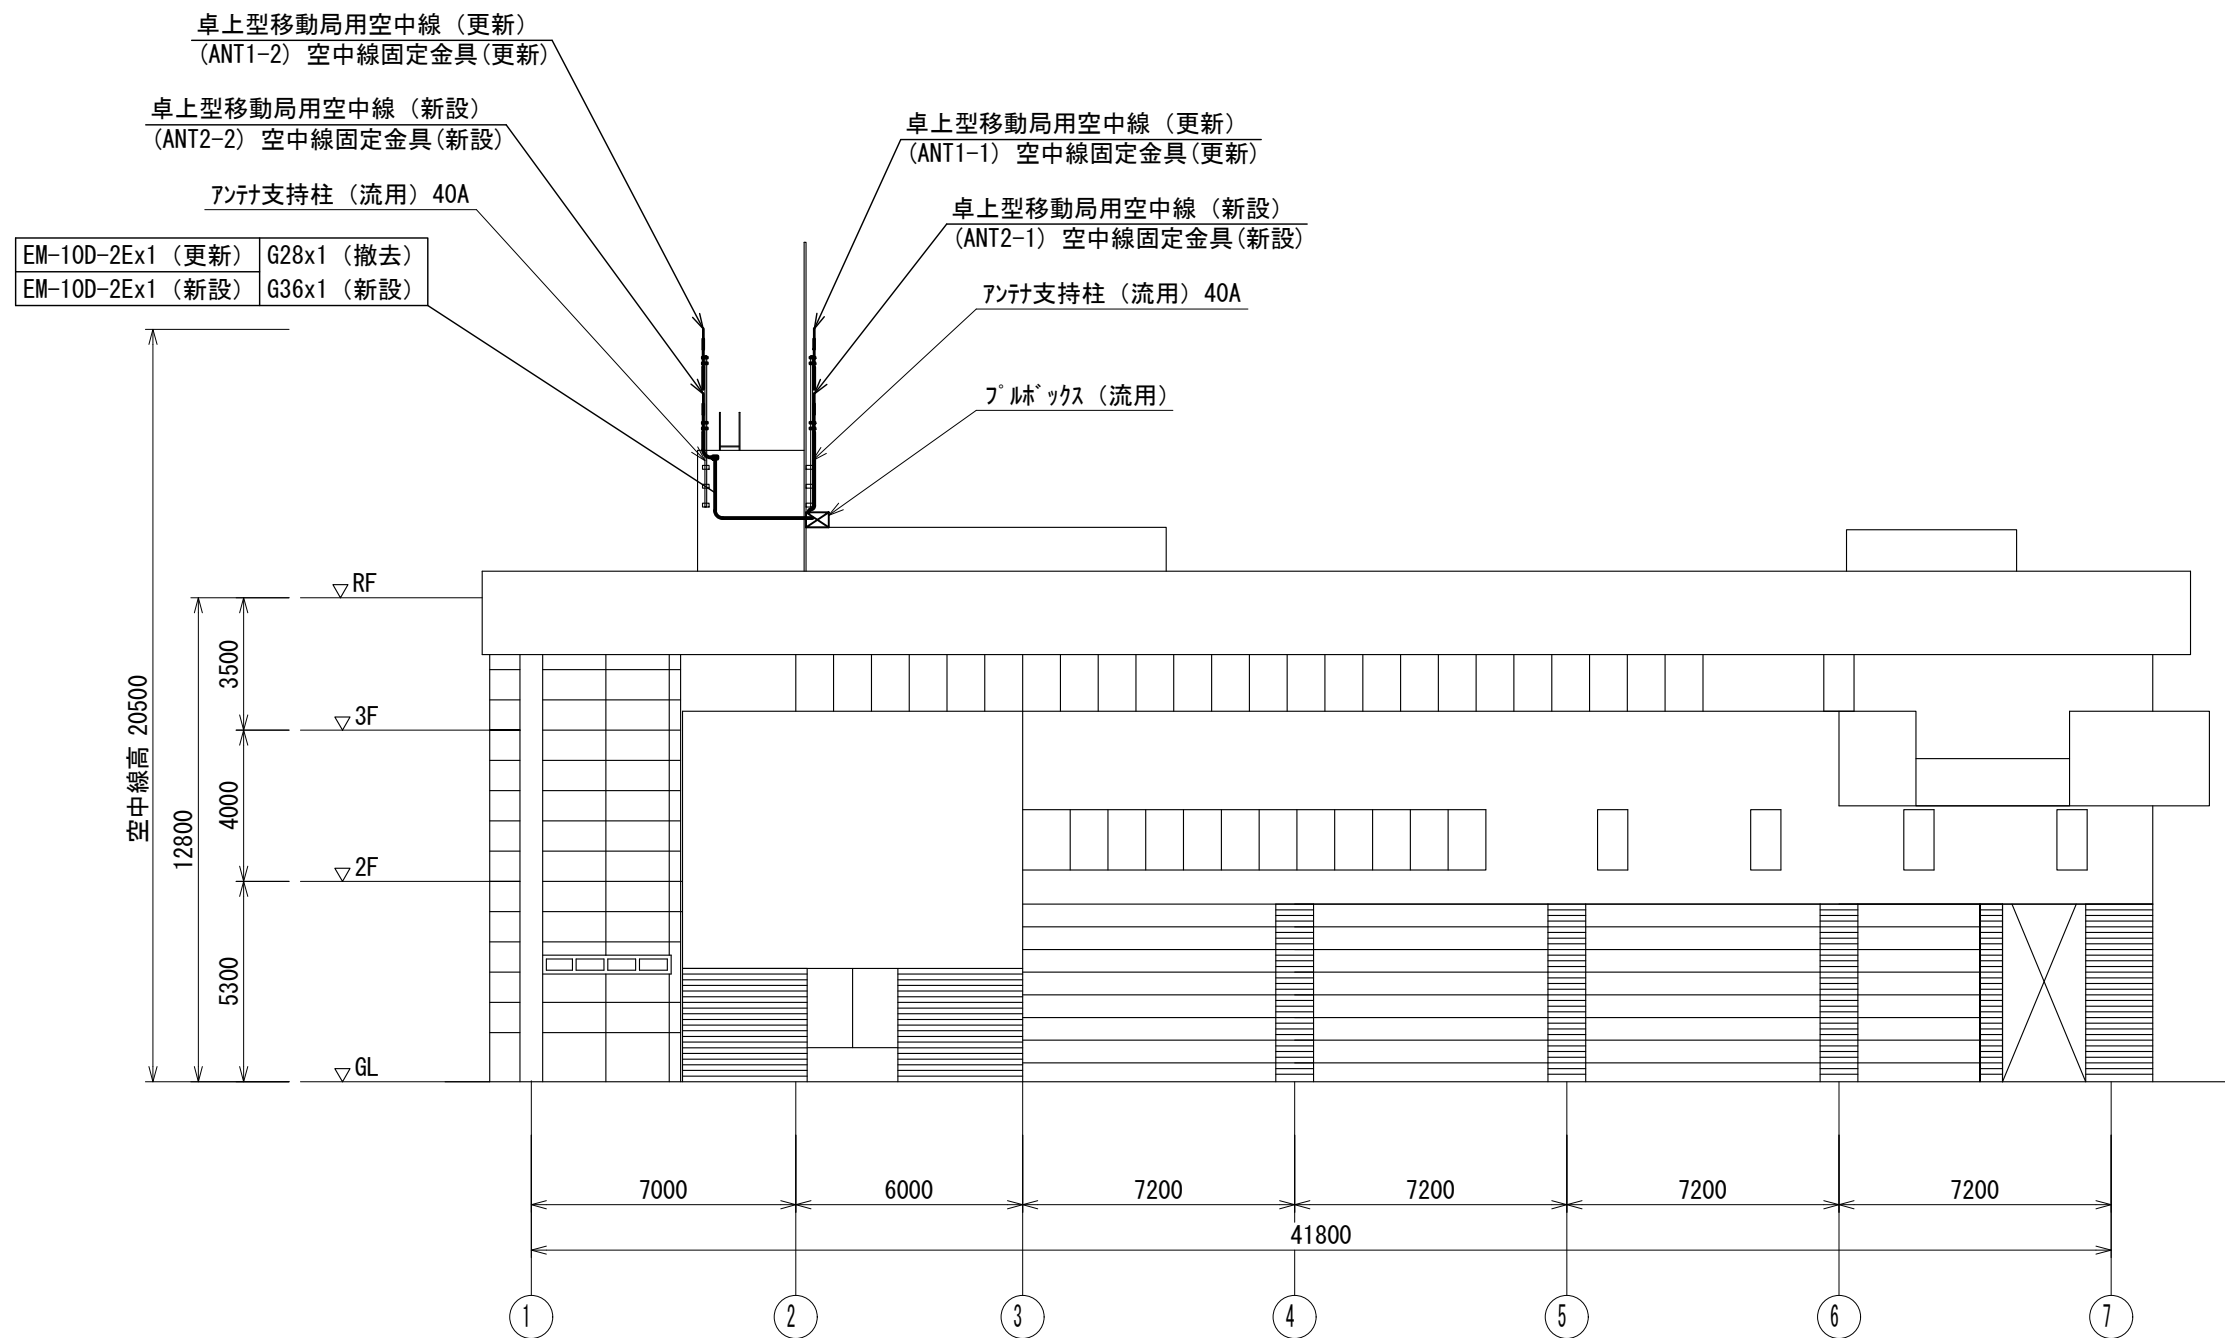 卓上型移動局用空中線（更新）
(ANT1-2) 空中線固定金具(更新)
卓上型移動局用空中線（新設）
(ANT2-2) 空中線固定金具(新設)
ｱﾝﾃﾅ支持柱（流用）40A
EM-10D-2Ex1（更新） G28x1（撤去）
EM-10D-2Ex1（新設） G36x1（新設）
卓上型移動局用空中線（更新）
(ANT1-1) 空中線固定金具(更新)
卓上型移動局用空中線（新設）
(ANT2-1) 空中線固定金具(新設)
ｱﾝﾃﾅ支持柱（流用）40A
ﾌﾟﾙﾎﾞｯｸｽ（流用）
RF
3F
2F
GL
空中線高 20500
12800
3500
4000
5300
7000
6000
7200
7200
7200
7200
41800
1
2
3
4
5
6
7